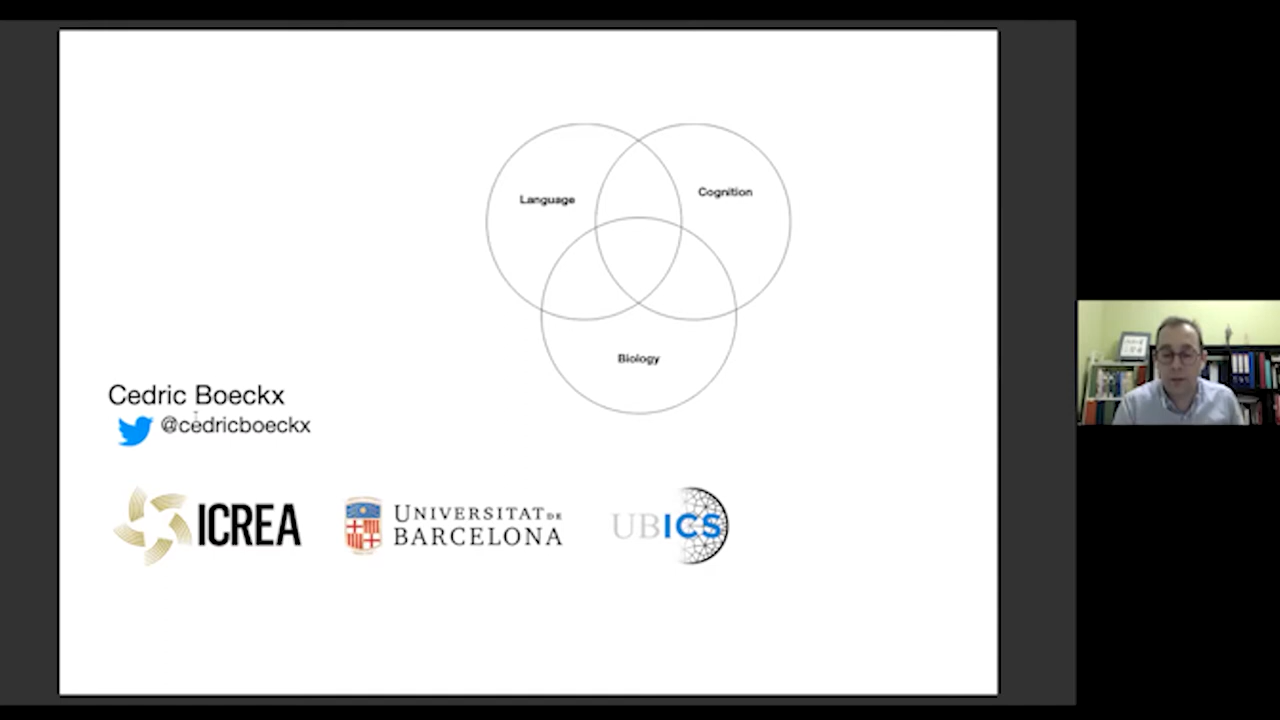 Language
Cognition
Biology
Cedric Boeckx
@cedricboeckx
ICREA
UNIVERSITAT DE
BARCELONA
UBICS